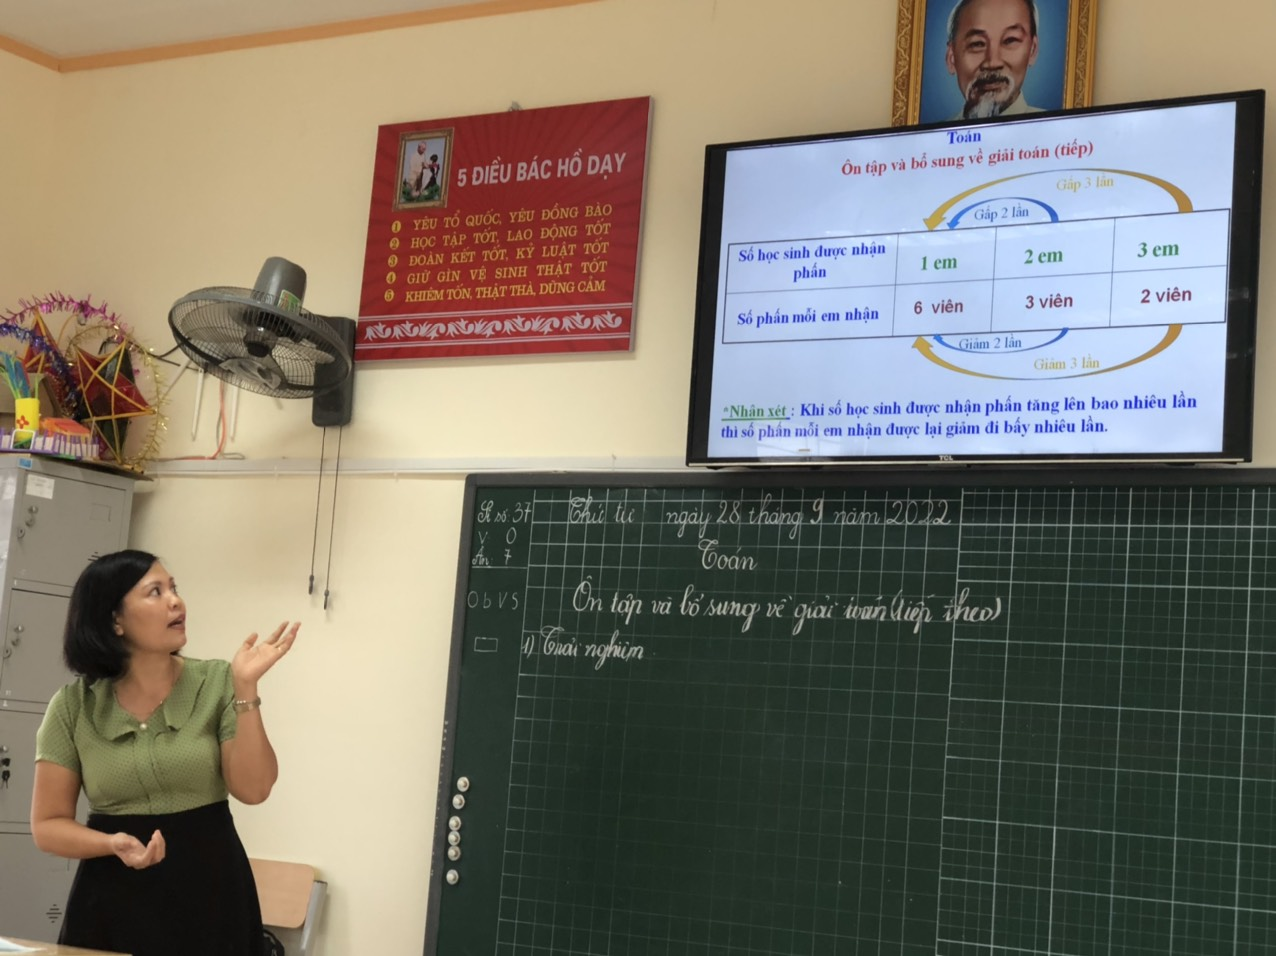 5 ĐIỀU BÁC HỒ DẠY
1 YÊU TỔ QUỐC, YÊU ĐỒNG BÀO
2 HỌC TẬP TỐT, LAO ĐỘNG TỐT
3 ĐOÀN KẾT TỐT, KỶ LUẬT TỐT
4 GIỮ GÌN VỆ SINH THẬT TỐT
5 KHIÊM TỐN, THẬT THÀ, DŨNG CẢM
Toán
Ôn tập và bổ sung về giải toán (tiếp)
Gấp 3 lần
Gấp 2 lần
Số học sinh được nhận phấn 1 em 2 em 3 em
Số phấn mỗi em nhận 6 viên 3 viên 2 viên
Giảm 2 lần
Giảm 3 lần
*Nhận xét : Khi số học sinh được nhận phấn tăng lên bao nhiêu lần
thì số phấn mỗi em nhận được lại giảm đi bấy nhiêu lần.
TCL
Sĩ số: 37
V 0
Ăn: 7
O b V S
Thứ tư ngày 28 tháng 9 năm 2022
Toán
Ôn tập và bổ sung về giải toán (tiếp theo)
1) Trải nghiệm